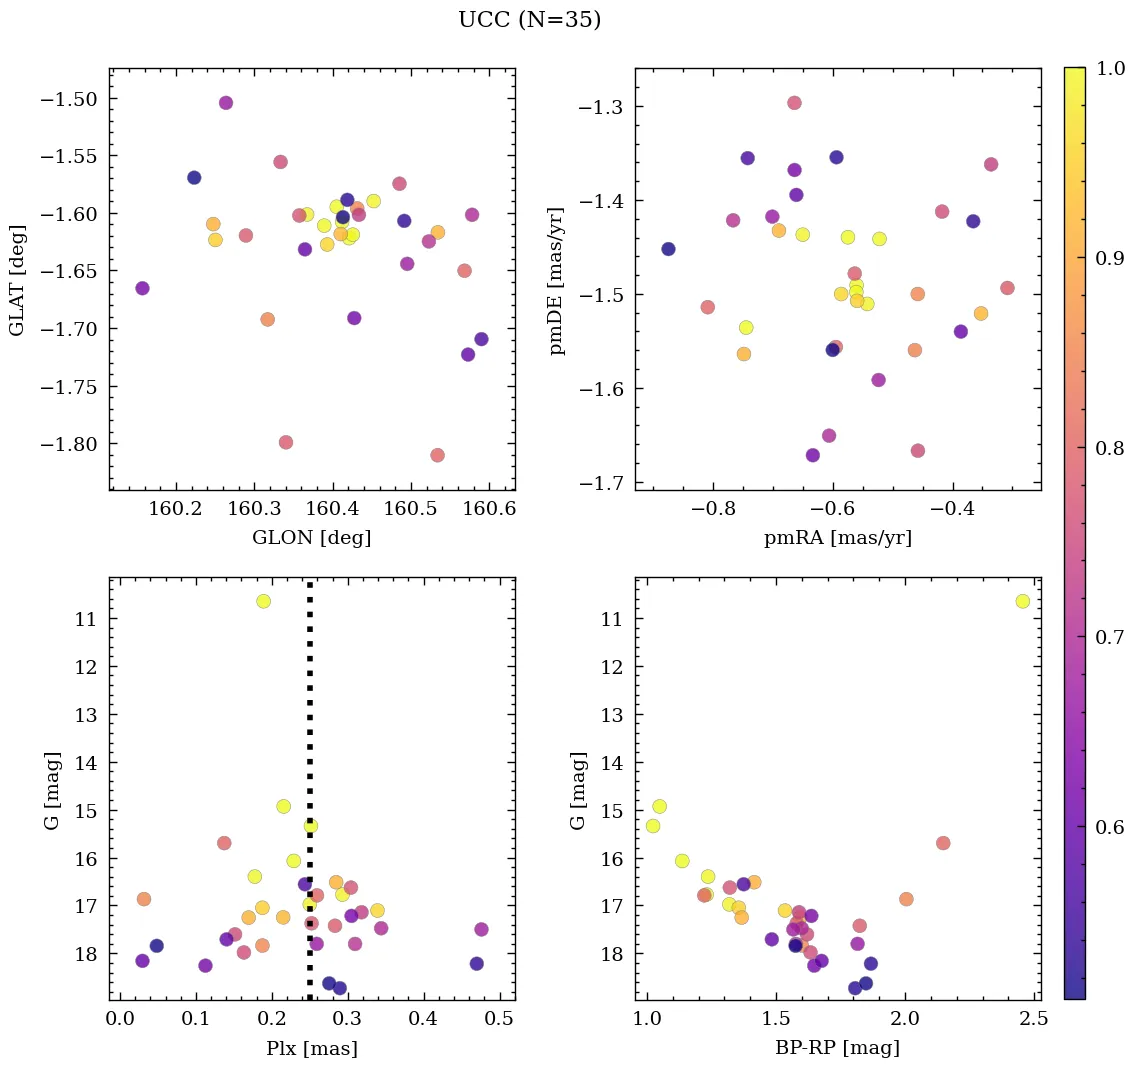 UCC (N=35)
−1.50
−1.55
−1.60
−1.65
−1.70
−1.75
−1.80
GLAT [deg]
160.2 160.3 160.4 160.5 160.6
GLON [deg]
−1.3
−1.4
−1.5
−1.6
−1.7
pmDE [mas/yr]
−0.8 −0.6 −0.4
pmRA [mas/yr]
1.0
0.9
0.8
0.7
0.6
11
12
13
14
15
16
17
18
G [mag]
0.0 0.1 0.2 0.3 0.4 0.5
Plx [mas]
11
12
13
14
15
16
17
18
G [mag]
1.0 1.5 2.0 2.5
BP-RP [mag]